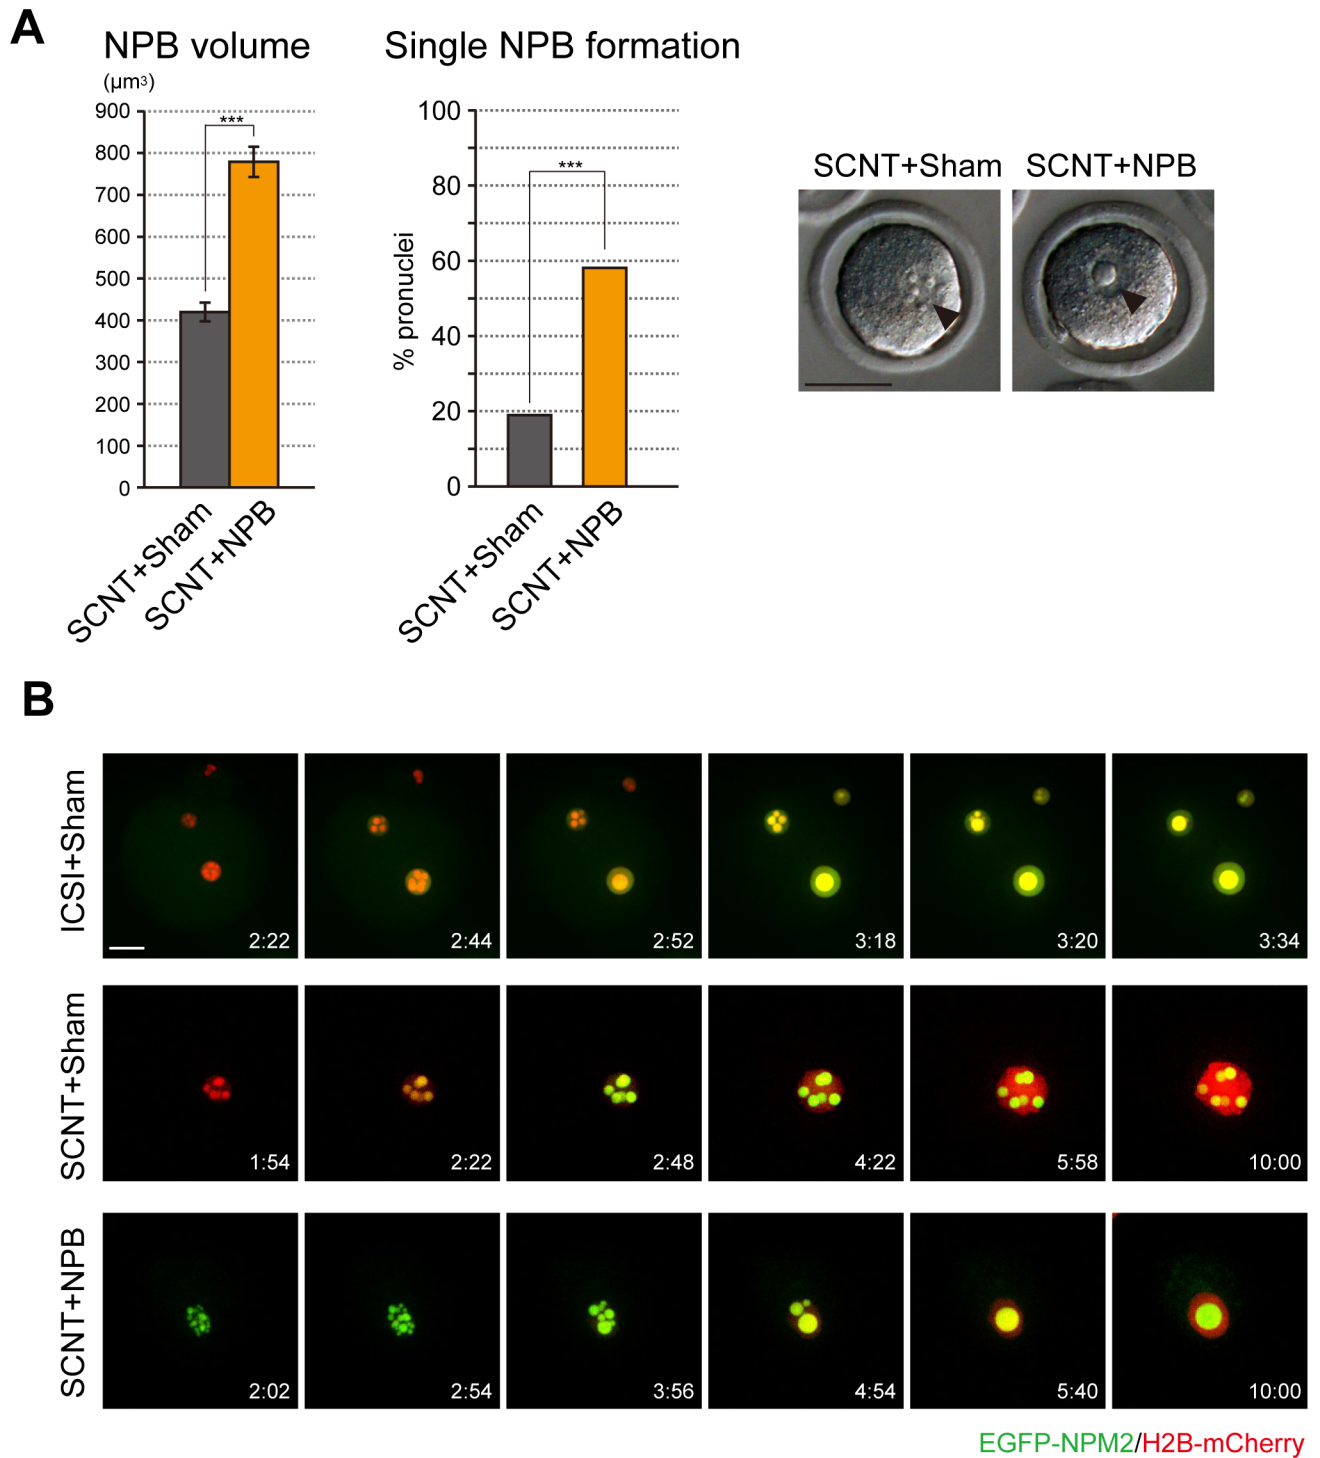 A
NPB volume
(µm3)
900
800
700
600
500
400
300
200
100
0
***
SCNT+Sham
SCNT+NPB
Single NPB formation
% pronuclei
100
80
60
40
20
0
***
SCNT+Sham
SCNT+NPB
SCNT+Sham
SCNT+NPB
B
ICSI+Sham
2:22
2:44
2:52
3:18
3:20
3:34
SCNT+Sham
1:54
2:22
2:48
4:22
5:58
10:00
SCNT+NPB
2:02
2:54
3:56
4:54
5:40
10:00
EGFP-NPM2/H2B-mCherry